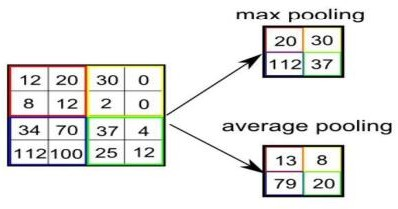 max pooling
20 30
112 37
12 20 30 0
8 12 2 0
34 70 37 4
112 100 25 12
average pooling
13 8
79 20